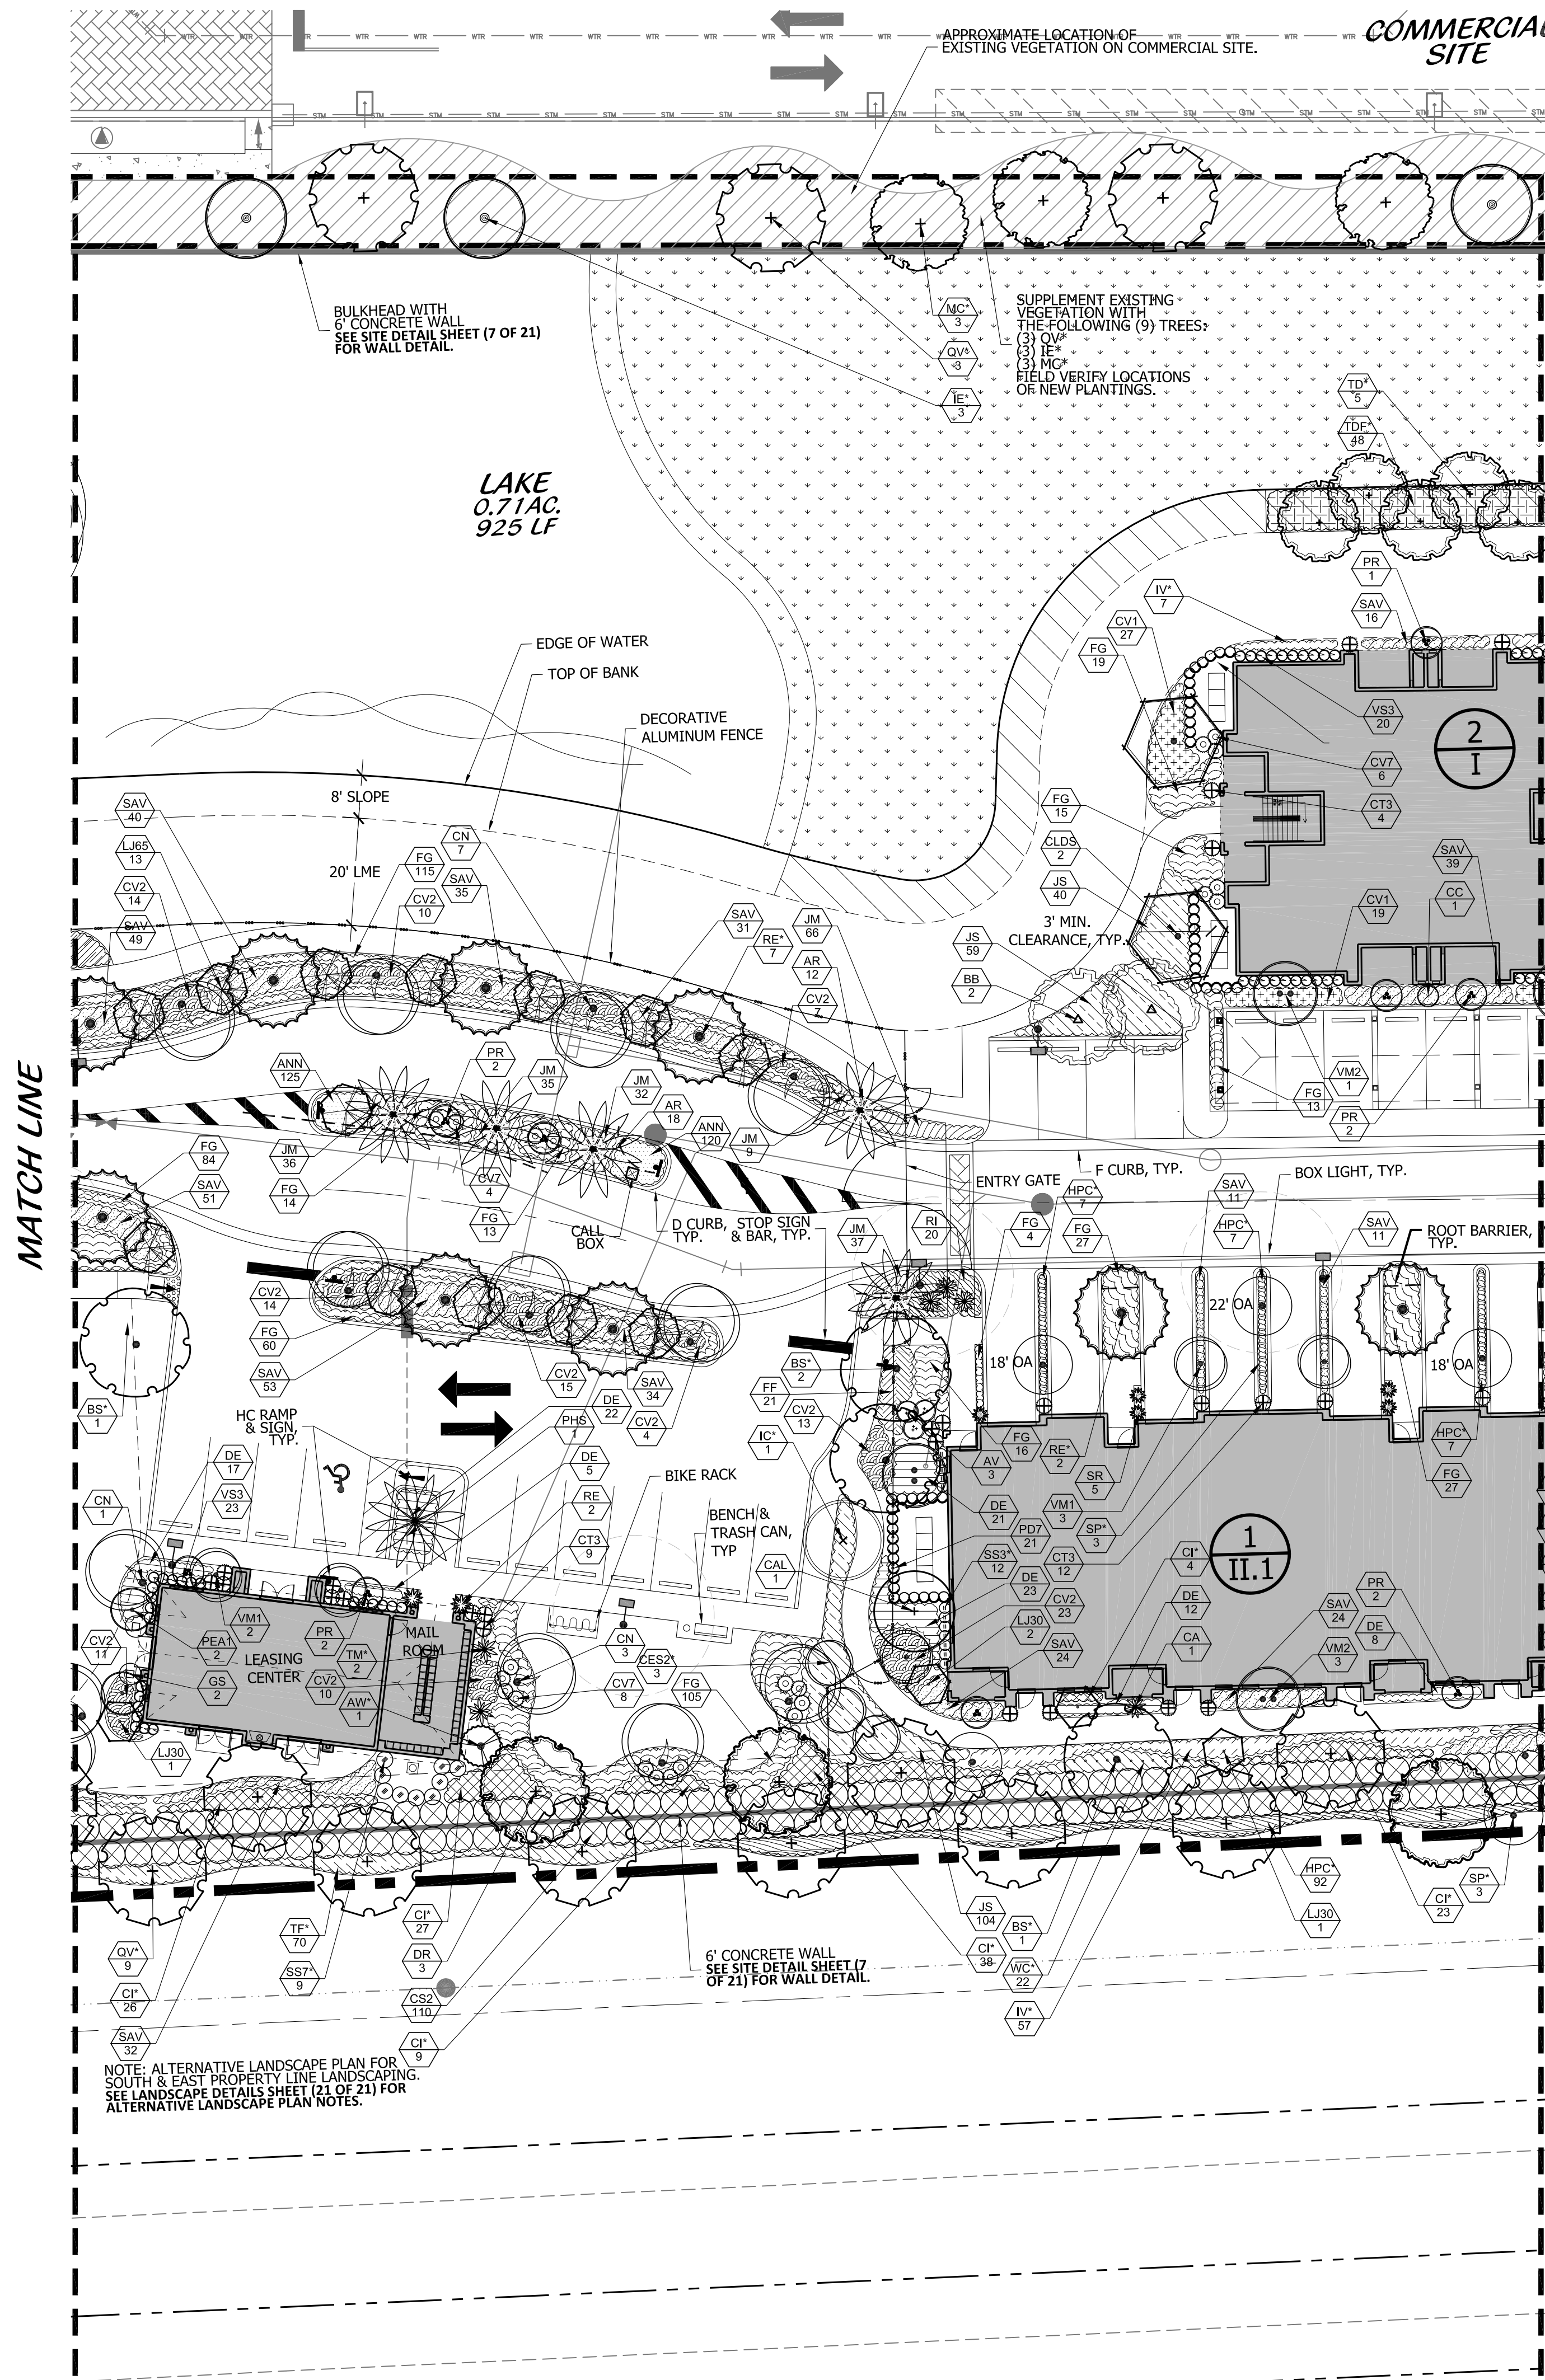 COMMERCIAL
SITE
APPROXIMATE LOCATION OF
EXISTING VEGETATION ON COMMERCIAL SITE.
WTR WTR WTR WTR WTR WTR WTR WTR WTR WTR
STM STM STM STM STM STM STM STM STM STM
BULKHEAD WITH
6' CONCRETE WALL
SEE SITE DETAIL SHEET (7 OF 21)
FOR WALL DETAIL.
MC*
3
QV*
3
IE*
3
SUPPLEMENT EXISTING
VEGETATION WITH
THE FOLLOWING (9) TREES:
(3) QV*
(3) IE*
(3) MC*
FIELD VERIFY LOCATIONS
OF NEW PLANTINGS.
TD*
5
TDF*
48
LAKE
0.71AC.
925 LF
PR
1
SAV
16
IV*
7
CV1
27
FG
19
EDGE OF WATER
TOP OF BANK
DECORATIVE
ALUMINUM FENCE
VS3
20
2
I
CV7
6
CT3
4
8' SLOPE
20' LME
SAV
40
LJ65
13
CV2
14
SAV
49
CN
7
FG
115
SAV
35
CV2
10
FG
15
CLDS
2
JS
40
SAV
39
CC
1
CV1
19
3' MIN.
CLEARANCE, TYP.
SAV
31
RE*
7
JM
66
AR
12
CV2
7
JS
59
BB
2
MATCH LINE
ANN
125
PR
2
JM
35
JM
32
AR
18
ANN
120
JM
9
VM2
1
FG
13
PR
2
FG
84
SAV
51
JM
36
FG
14
CV7
4
FG
13
CALL
BOX
D CURB,
TYP.
STOP SIGN
& BAR, TYP.
ENTRY GATE
F CURB, TYP.
BOX LIGHT, TYP.
JM
37
RI
20
FG
4
HPC*
7
FG
27
SAV
11
HPC*
7
SAV
11
ROOT BARRIER,
TYP.
CV2
14
FG
60
SAV
53
22' OA
18' OA
18' OA
BS*
1
CV2
15
DE
22
SAV
34
CV2
4
BS*
2
FF
21
CV2
13
IC*
1
HC RAMP
& SIGN,
TYP.
PHS
1
DE
5
RE
2
CT3
9
DE
17
VS3
23
CN
1
BIKE RACK
BENCH &
TRASH CAN,
TYP
CAL
1
FG
16
AV
3
RE*
2
SR
5
HPC*
7
FG
27
DE
21
VM1
3
PD7
21
SP*
3
SS3*
12
CT3
12
DE
23
CV2
23
LJ30
2
SAV
24
1
II.1
CI*
4
DE
12
CA
1
PR
2
SAV
24
DE
8
VM2
3
CV2
11
VM1
2
PEA1
2
GS
2
PR
2
TM*
2
CV2
10
AW*
1
LEASING
CENTER
MAIL
ROOM
CN
3
CES2*
3
CV7
8
FG
105
LJ30
1
QV*
9
CI*
26
SAV
32
TF*
70
SS7*
9
CI*
27
DR
3
CS2
110
CI*
9
6' CONCRETE WALL
SEE SITE DETAIL SHEET (7
OF 21) FOR WALL DETAIL.
JS
104
CI*
38
BS*
1
WC*
22
IV*
57
HPC*
92
LJ30
1
CI*
23
SP*
3
NOTE: ALTERNATIVE LANDSCAPE PLAN FOR
SOUTH & EAST PROPERTY LINE LANDSCAPING.
SEE LANDSCAPE DETAILS SHEET (21 OF 21) FOR
ALTERNATIVE LANDSCAPE PLAN NOTES.